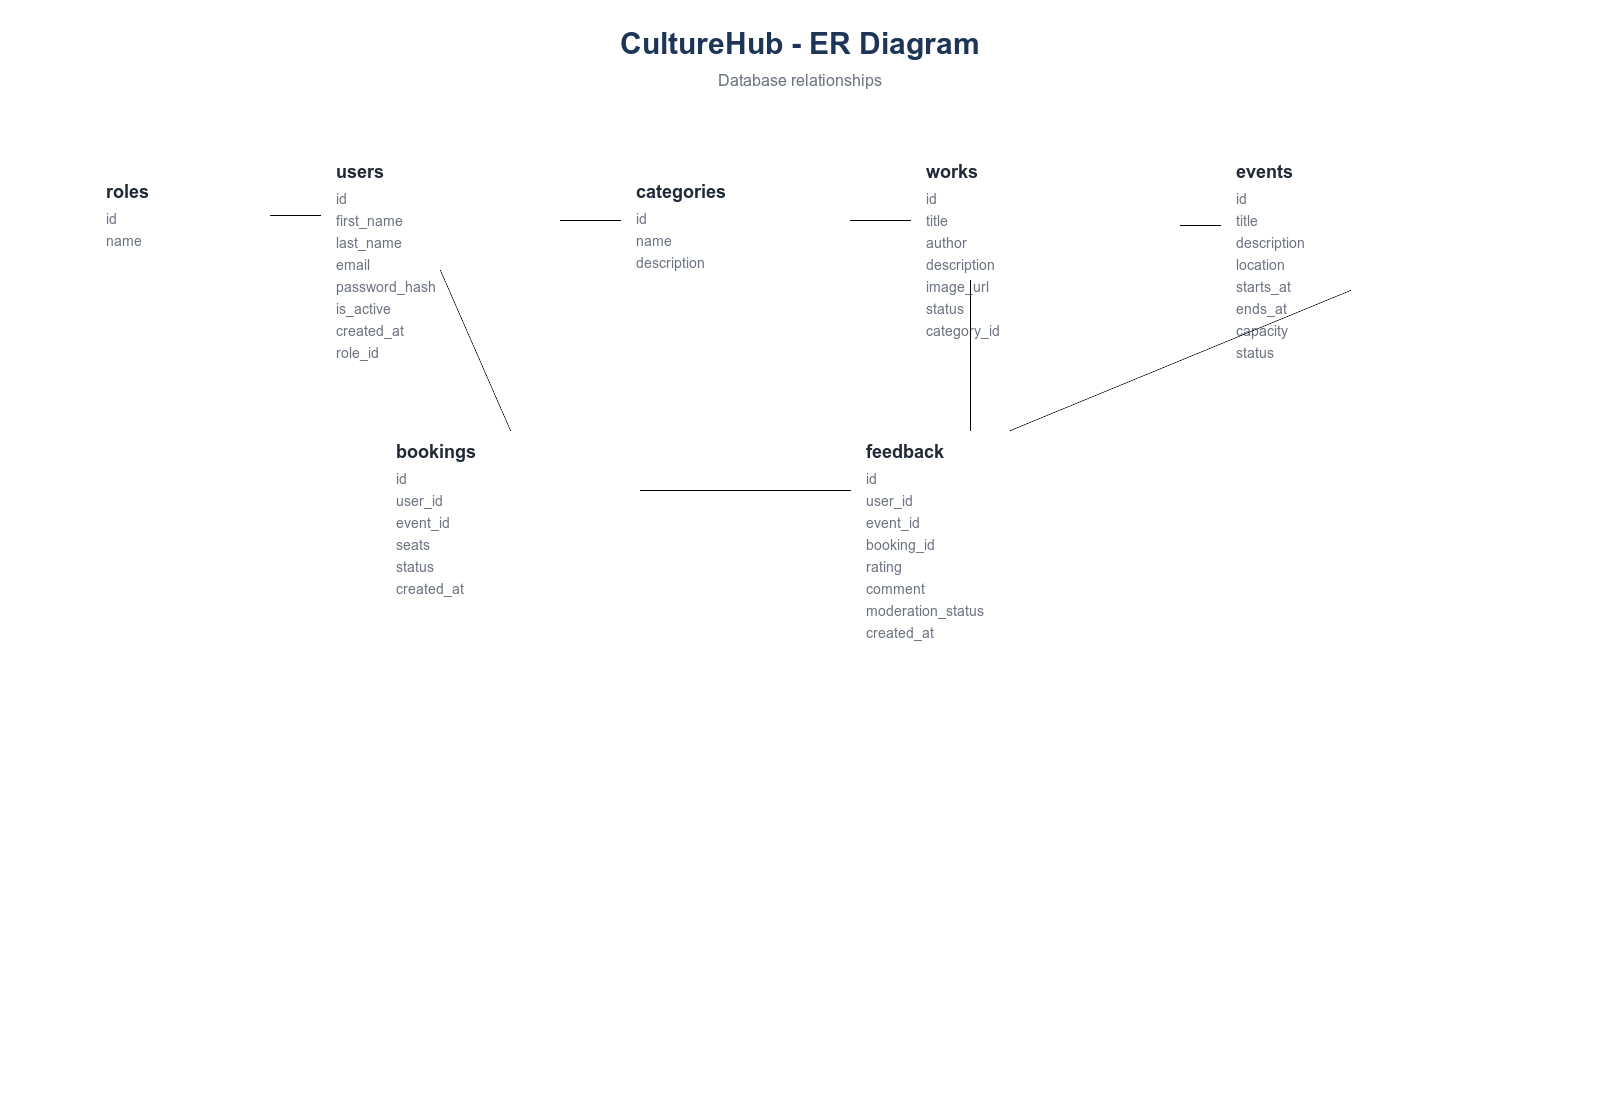 CultureHub - ER Diagram
Database relationships
roles
id
name
users
id
first_name
last_name
email
password_hash
is_active
created_at
role_id
categories
id
name
description
works
id
title
author
description
image_url
status
category_id
events
id
title
description
location
starts_at
ends_at
capacity
status
bookings
id
user_id
event_id
seats
status
created_at
feedback
id
user_id
event_id
booking_id
rating
comment
moderation_status
created_at